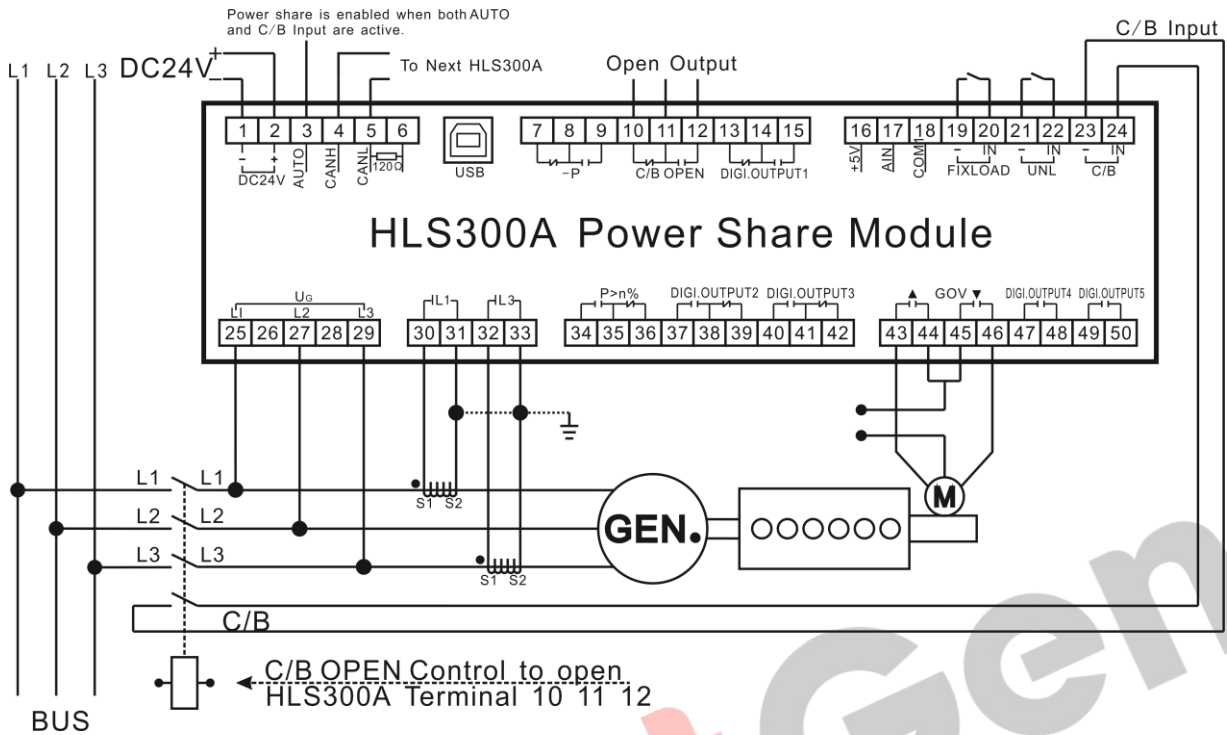 Power share is enabled when both AUTO
and C/B Input are active.
C/B Input
L1 L2 L3 DC24V + −
To Next HLS300A
Open Output
1 2 3 4 5 6
7 8 9 10 11 12 13 14 15
16 17 18 19 20 21 22 23 24
- + AUTO CANH CANL 120Ω
DC24V
USB
-P C/B OPEN DIGI.OUTPUT1
+5V AIN COM1 - IN - IN - IN
FIXLOAD UNL C/B
HLS300A Power Share Module
UG
L1 L2 L3
IL1 IL3
P>n% DIGI.OUTPUT2 DIGI.OUTPUT3
▲ GOV ▼ DIGI.OUTPUT4 DIGI.OUTPUT5
25 26 27 28 29
30 31 32 33
34 35 36 37 38 39 40 41 42
43 44 45 46 47 48 49 50
L1 L1
S1 S2
M
L2 L2
GEN.
L3 L3
S1 S2
C/B
C/B OPEN Control to open
HLS300A Terminal 10 11 12
BUS
Gen